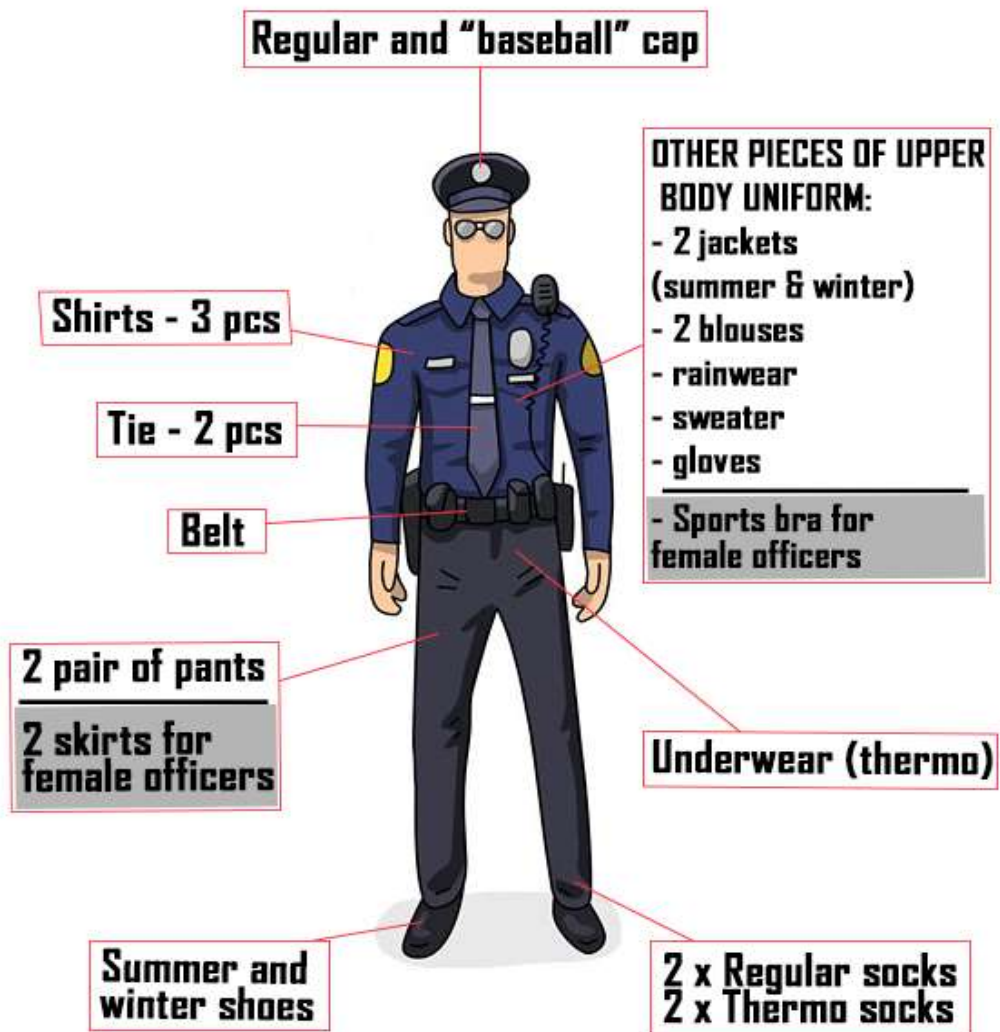 Regular and “baseball” cap
OTHER PIECES OF UPPER
BODY UNIFORM:
- 2 jackets
(summer & winter)
- 2 blouses
- rainwear
- sweater
- gloves
- Sports bra for
female officers
Shirts - 3 pcs
Tie - 2 pcs
Belt
2 pair of pants
2 skirts for
female officers
Underwear (thermo)
Summer and
winter shoes
2 x Regular socks
2 x Thermo socks